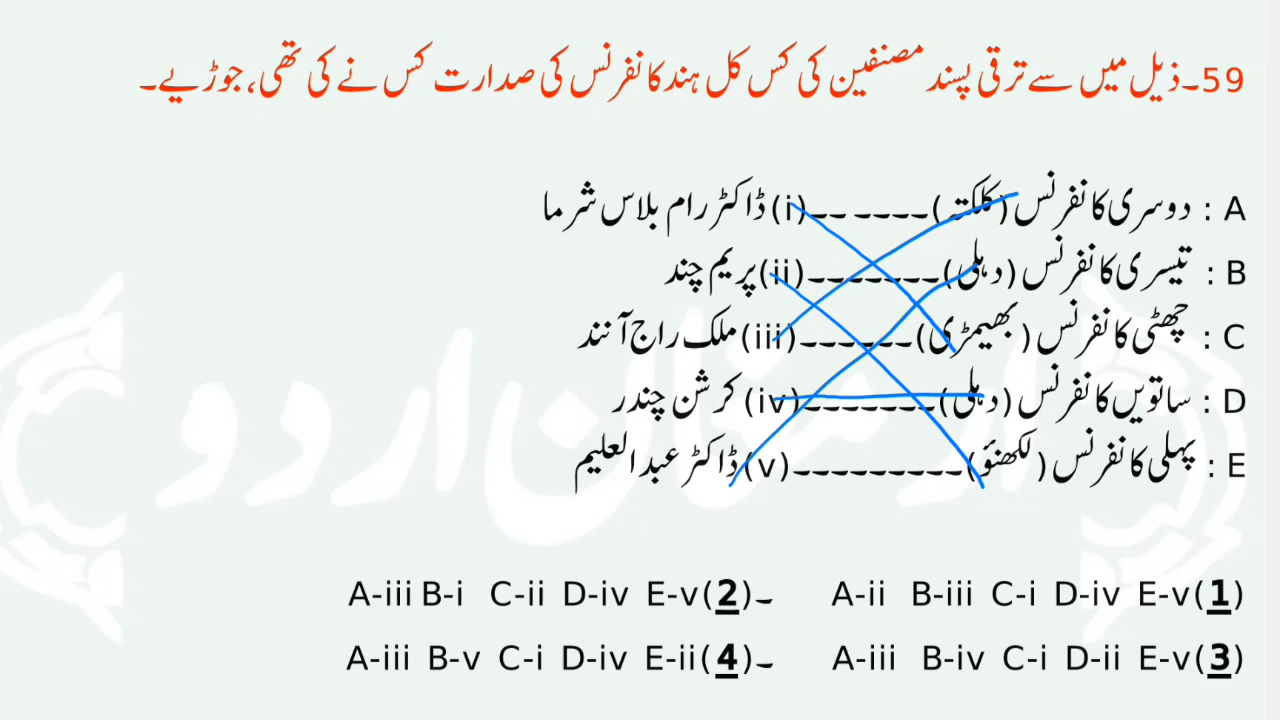 59۔ذیل میں سے ترقی پسند مصنفین کی کس کل ہند کانفرنس کی صدارت کس نے کی تھی، جوڑیے۔
A : دوسری کانفرنس (کلکتہ)۔۔۔۔ ۔۔(i) ڈاکٹر رام بلاس شرما
B : تیسری کانفرنس (دہلی)۔۔۔۔۔۔۔(ii) پریم چند
C : چھٹی کانفرنس (بھیمڑی)۔۔۔۔۔۔(iii) ملک راج آنند
D : ساتویں کانفرنس (دہلی)۔۔۔۔۔۔۔(iv) کرشن چندر
E : پہلی کانفرنس (لکھنؤ)۔۔۔۔۔۔۔۔۔(v) ڈاکٹر عبدالعلیم
(1) A-ii B-iii C-i D-iv E-v ۔(2) A-iii B-i C-ii D-iv E-v
(3) A-iii B-iv C-i D-ii E-v ۔(4) A-iii B-v C-i D-iv E-ii